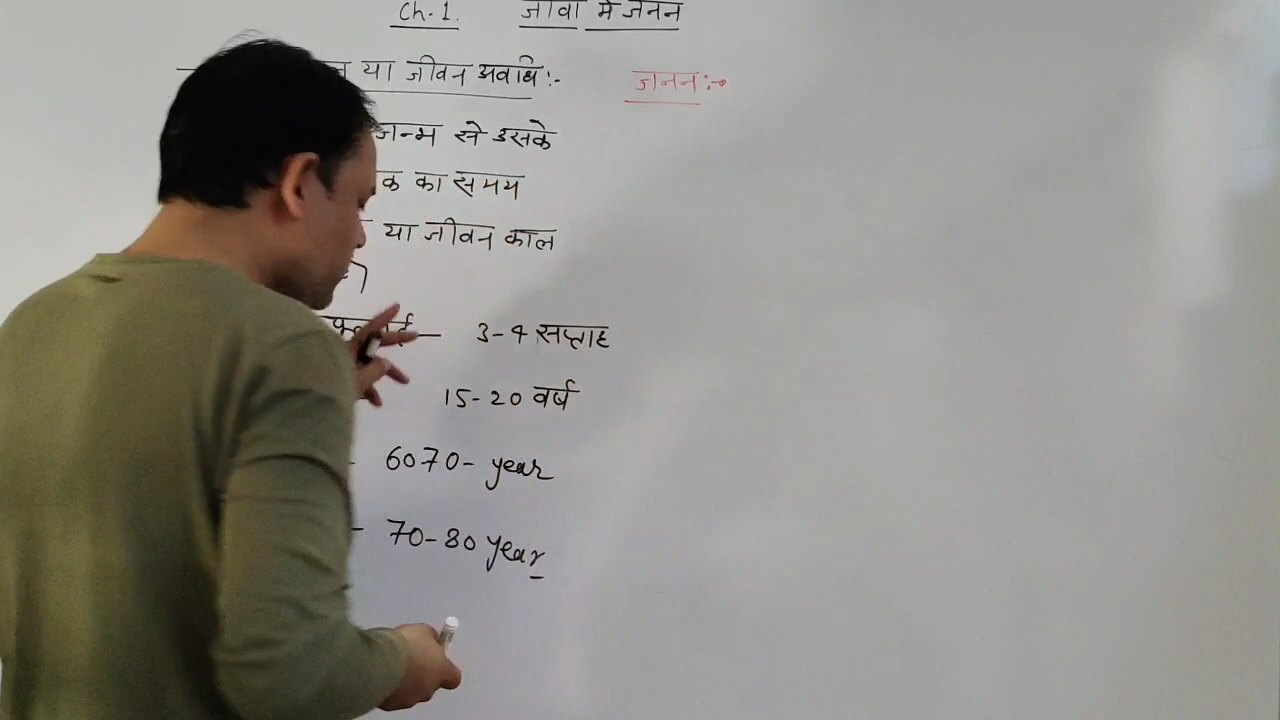 Ch. 1. जीवों में जनन
या जीवन अवधि :-
जनन :→
जन्म से उसके
क का समय
या जीवन काल
3-4 सप्ताह
15-20 वर्ष
6070- year
70-80 year